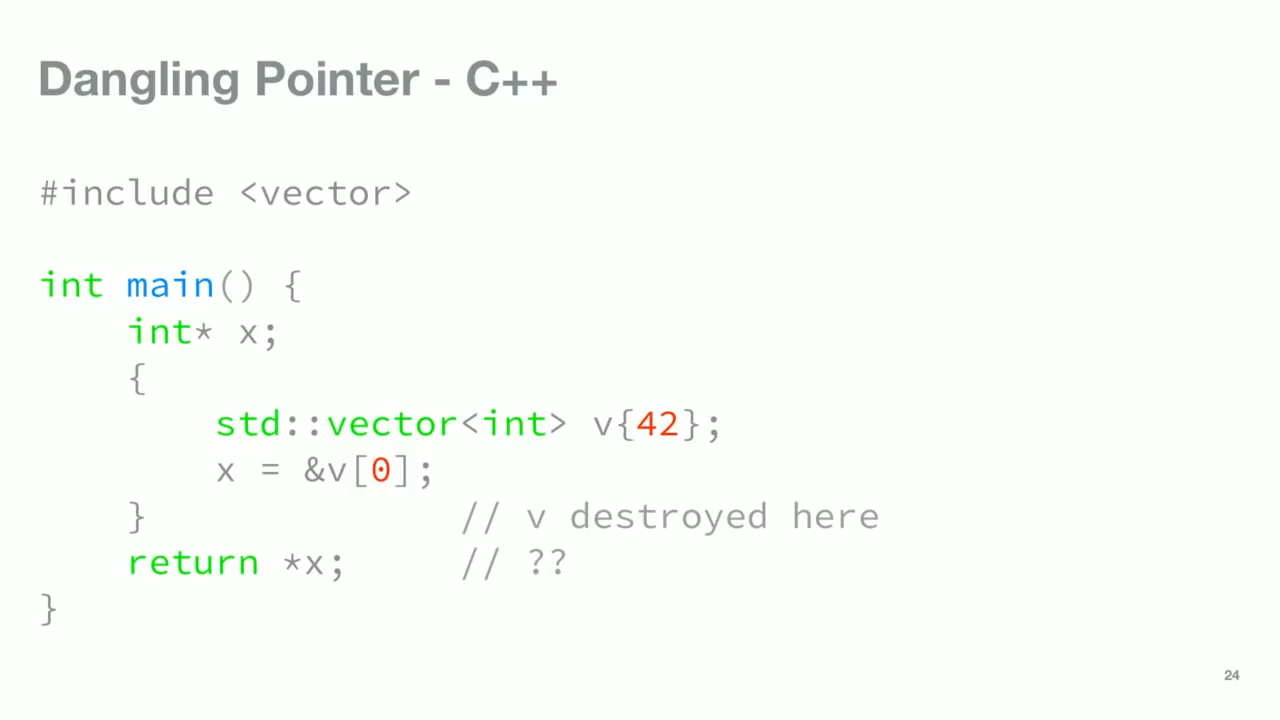 Dangling Pointer - C++
#include <vector>
int main() {
    int* x;
    {
        std::vector<int> v{42};
        x = &v[0];
    }              // v destroyed here
    return *x;     // ??
}
24